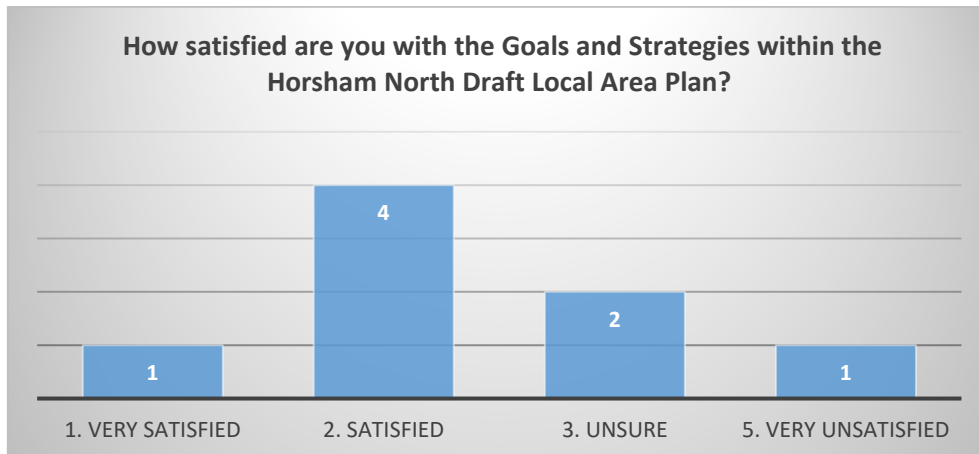 How satisfied are you with the Goals and Strategies within the
Horsham North Draft Local Area Plan?
4
2
1
1
1. VERY SATISFIED
2. SATISFIED
3. UNSURE
5. VERY UNSATISFIED